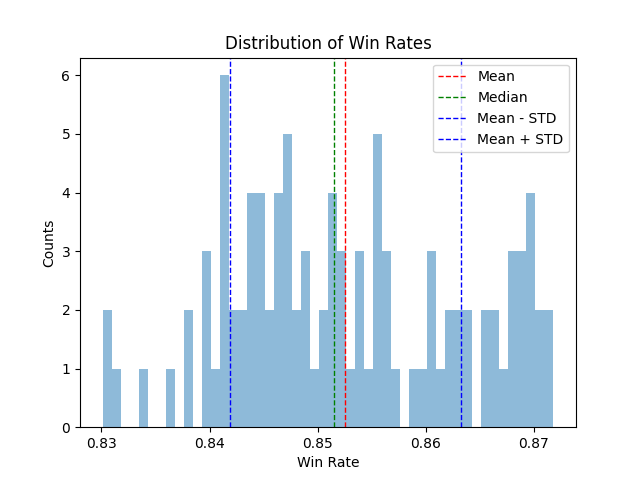 Distribution of Win Rates
Mean
Median
Mean - STD
Mean + STD
6
5
4
3
2
1
0
Counts
0.83 0.84 0.85 0.86 0.87
Win Rate